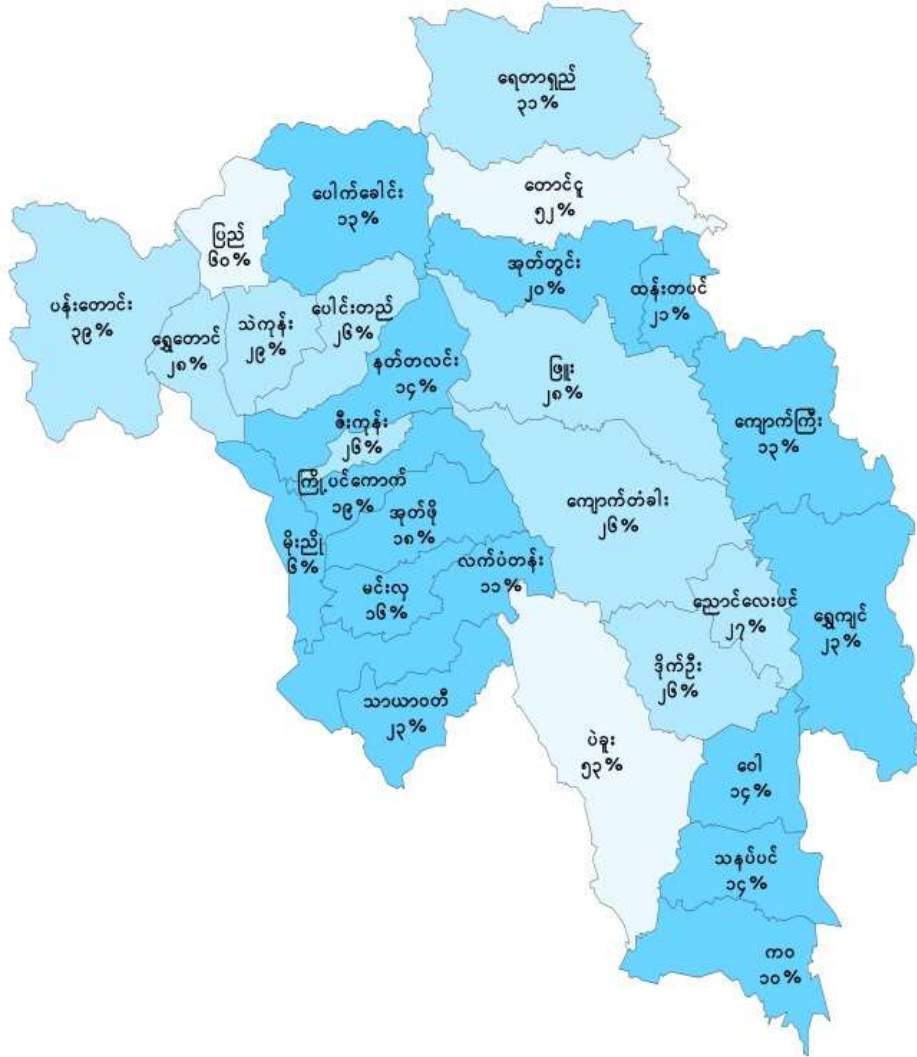 ရေတာရှည်
၃၁%
တောင်ငူ
၅၂%
ပေါက်ခေါင်း
၁၃%
ပြည်
၆၀%
အုတ်တွင်း
၂၀%
ထန်းတပင်
၂၁%
ပန်းတောင်း
၃၉%
ရွှေတောင်
၂၈%
သဲကုန်း
၂၉%
ပေါင်းတည်
၂၆%
နတ်တလင်း
၁၄%
ဖြူး
၂၈%
ကျောက်ကြီး
၁၃%
ဇီးကုန်း
၂၆%
ကြို့ပင်ကောက်
၁၉%
အုတ်ဖို
၁၈%
ကျောက်တံခါး
၂၆%
မိုးညို
၆%
မင်းလှ
၁၆%
လက်ပံတန်း
၁၁%
ညောင်လေးပင်
၂၇%
ရွှေကျင်
၂၃%
ဒိုက်ဦး
၂၆%
သာယာဝတီ
၂၃%
ပဲခူး
၅၃%
ဝေါ
၁၄%
သနပ်ပင်
၁၄%
ကဝ
၁၀%